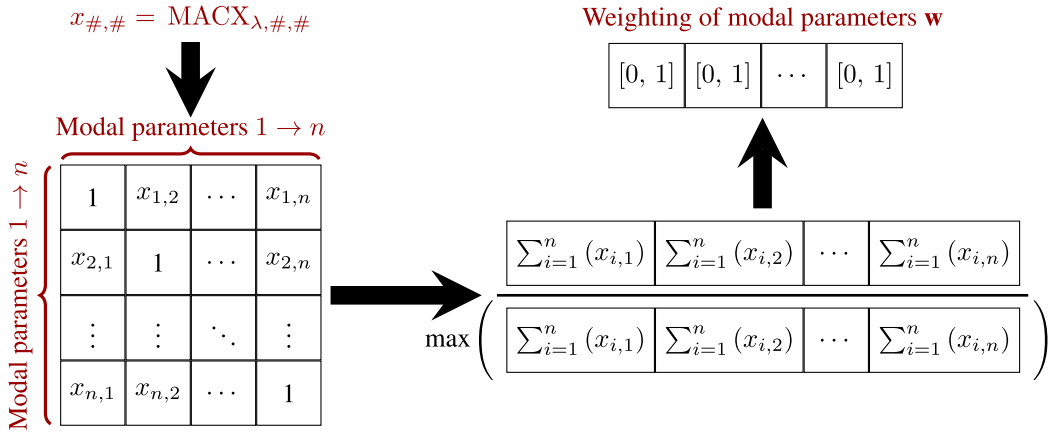 x_{#,#} = MACX_{λ,#,#}
Modal parameters 1 → n
Modal parameters 1 → n
1 x_{1,2} ⋯ x_{1,n}
x_{2,1} 1 ⋯ x_{2,n}
⋮ ⋮ ⋱ ⋮
x_{n,1} x_{n,2} ⋯ 1
Weighting of modal parameters w
[0, 1] [0, 1] ⋯ [0, 1]
∑_{i=1}^{n} (x_{i,1}) ∑_{i=1}^{n} (x_{i,2}) ⋯ ∑_{i=1}^{n} (x_{i,n})
max ( ∑_{i=1}^{n} (x_{i,1}) ∑_{i=1}^{n} (x_{i,2}) ⋯ ∑_{i=1}^{n} (x_{i,n}) )